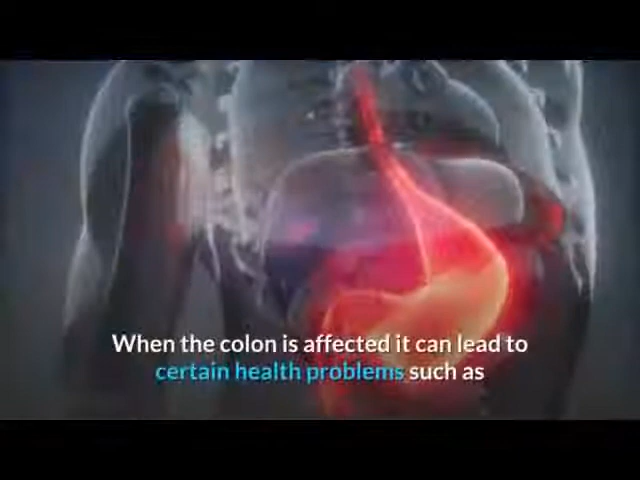 When the colon is affected it can lead to
certain health problems such as